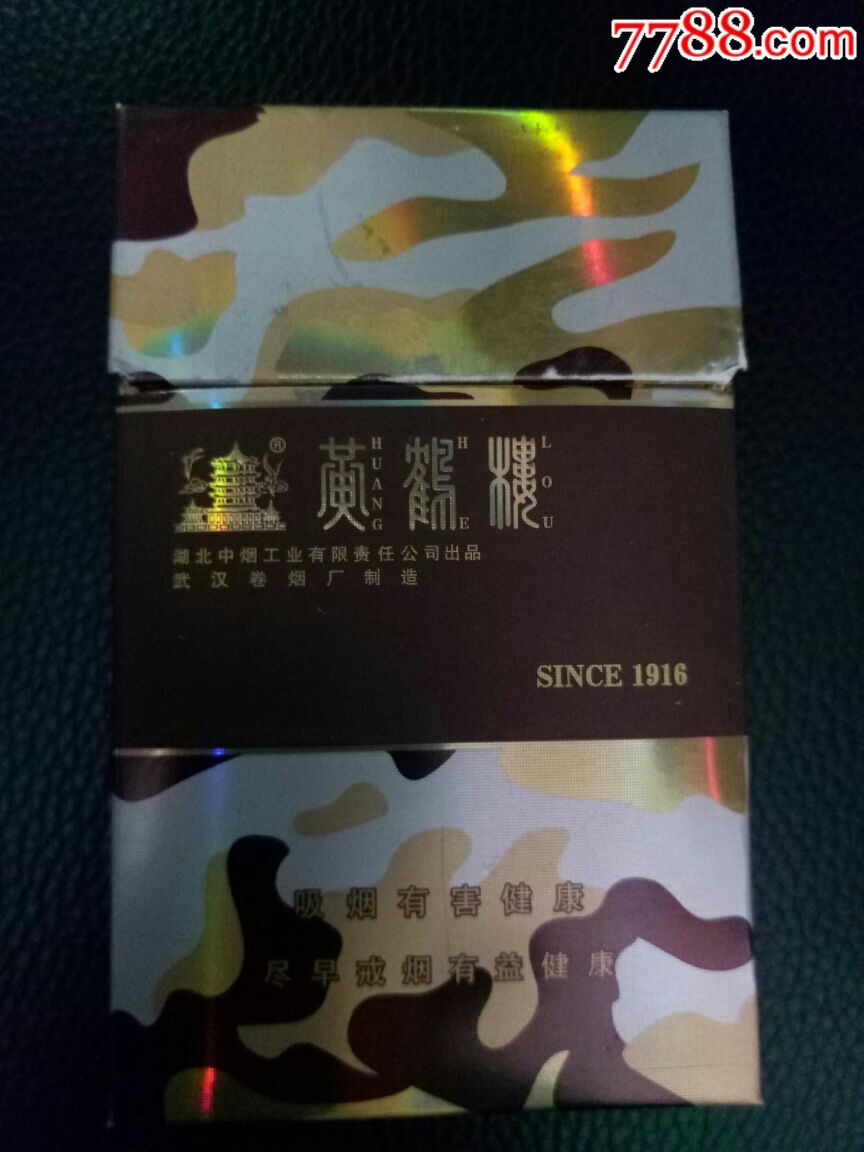 7788.com
®
黃鶴樓
HUANG HE LOU
湖北中烟工业有限责任公司出品
武汉卷烟厂制造
SINCE 1916
吸烟有害健康
尽早戒烟有益健康